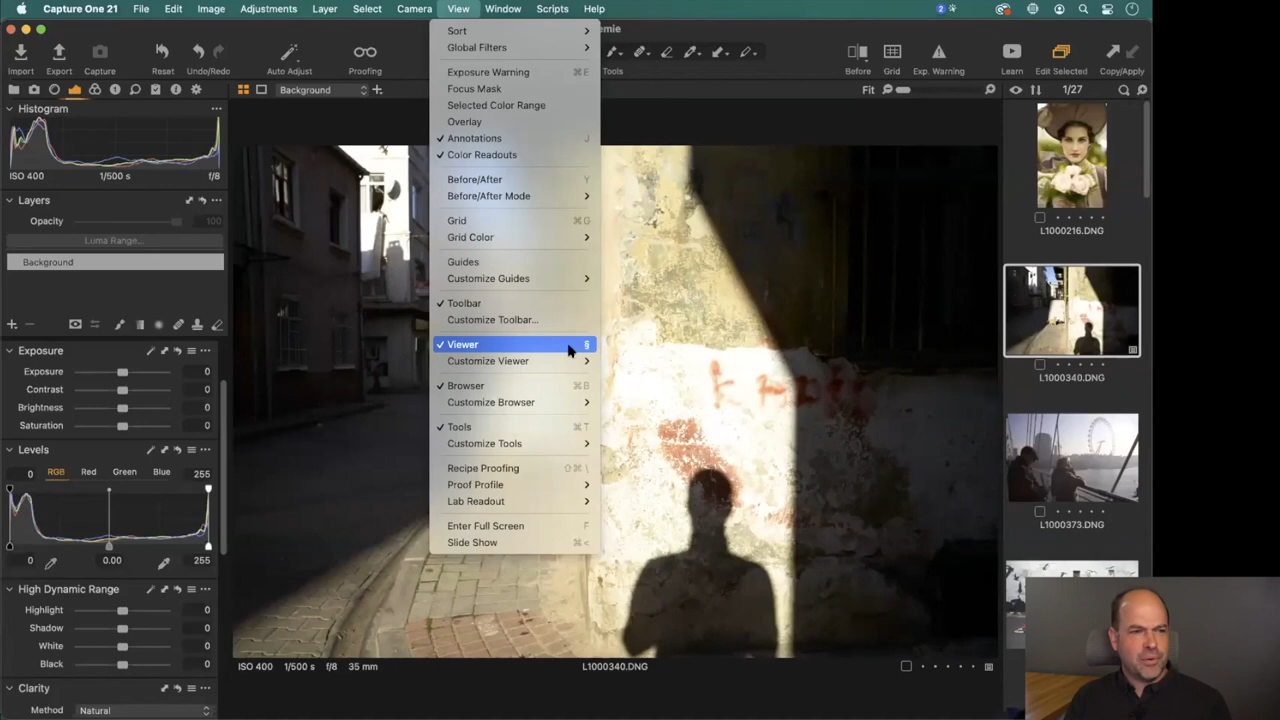 Capture One 21 File Edit Image Adjustments Layer Select Camera View Window Scripts Help 2
Import Export Capture Reset Undo/Redo Auto Adjust Proofing Tools Before Grid Exp. Warning Learn Edit Selected Copy/Apply
Background Fit 1/27
Histogram
ISO 400 1/500 s f/8
Layers
Opacity 100
Luma Range...
Background
Exposure
Exposure 0
Contrast 0
Brightness 0
Saturation 0
Levels
0 RGB Red Green Blue 255
0 0.00 255
High Dynamic Range
Highlight 0
Shadow 0
White 0
Black 0
Clarity
Method Natural
Sort
Global Filters
Exposure Warning ⌘E
Focus Mask
Selected Color Range
Overlay
Annotations J
Color Readouts
Before/After Y
Before/After Mode
Grid ⌘G
Grid Color
Guides
Customize Guides
Toolbar
Customize Toolbar...
Viewer §
Customize Viewer
Browser ⌘B
Customize Browser
Tools ⌘T
Customize Tools
Recipe Proofing ⇧⌘\
Proof Profile
Lab Readout
Enter Full Screen F
Slide Show ⌘<
ISO 400 1/500 s f/8 35 mm L1000340.DNG
L1000216.DNG
L1000340.DNG
L1000373.DNG